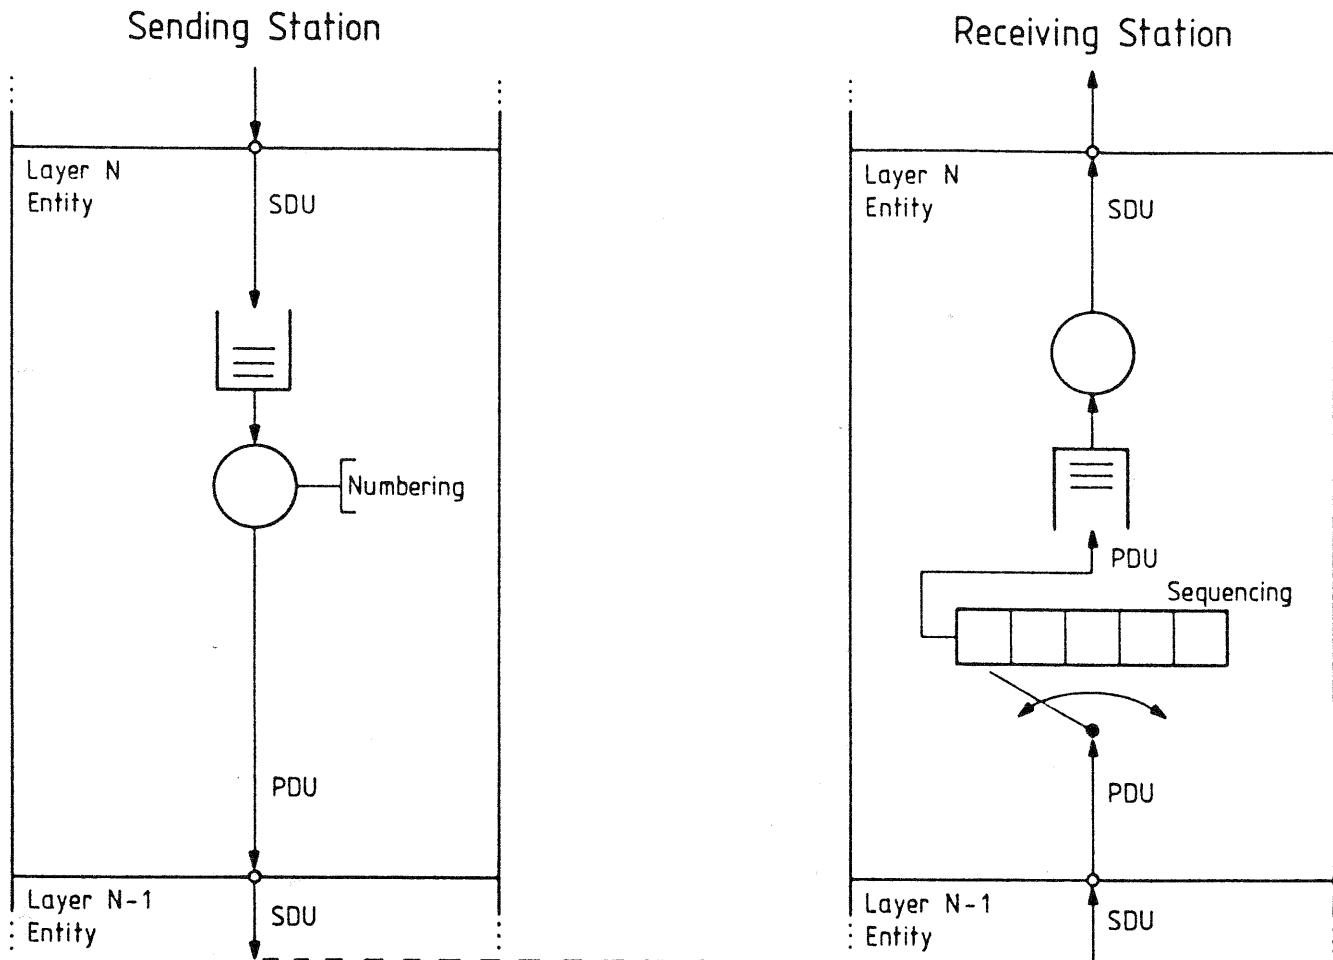 Sending Station
Layer N
Entity
SDU
Numbering
PDU
Layer N-1
Entity
SDU
Receiving Station
Layer N
Entity
SDU
PDU
Sequencing
PDU
Layer N-1
Entity
SDU